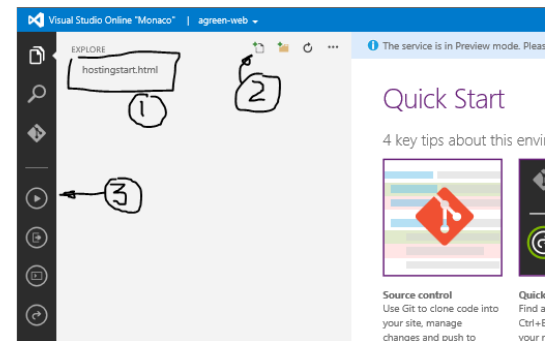 Visual Studio Online "Monaco" | agreen-web
EXPLORE
hostingstart.html
1
2
3
The service is in Preview mode. Pleas
Quick Start
4 key tips about this envi
Source control
Use Git to clone code into
your site, manage
changes and push to
Quick
Find a
Ctrl+E
your r